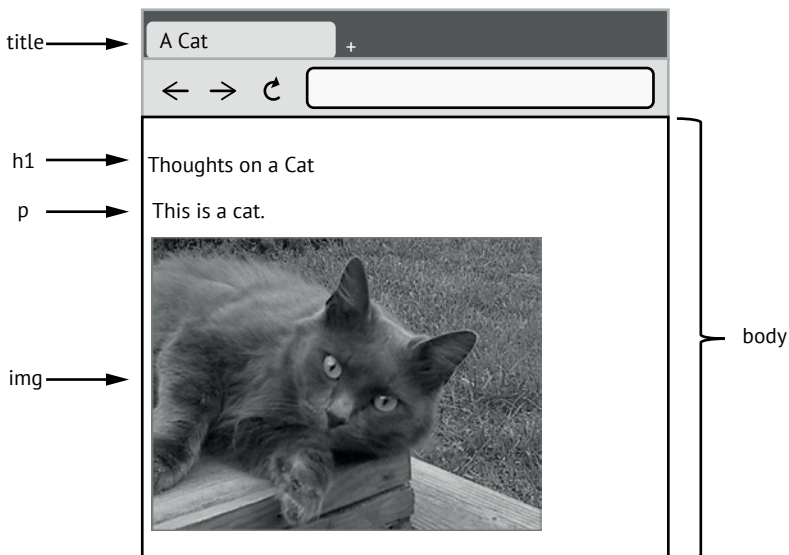 title
A Cat
+
h1
Thoughts on a Cat
p
This is a cat.
img
body